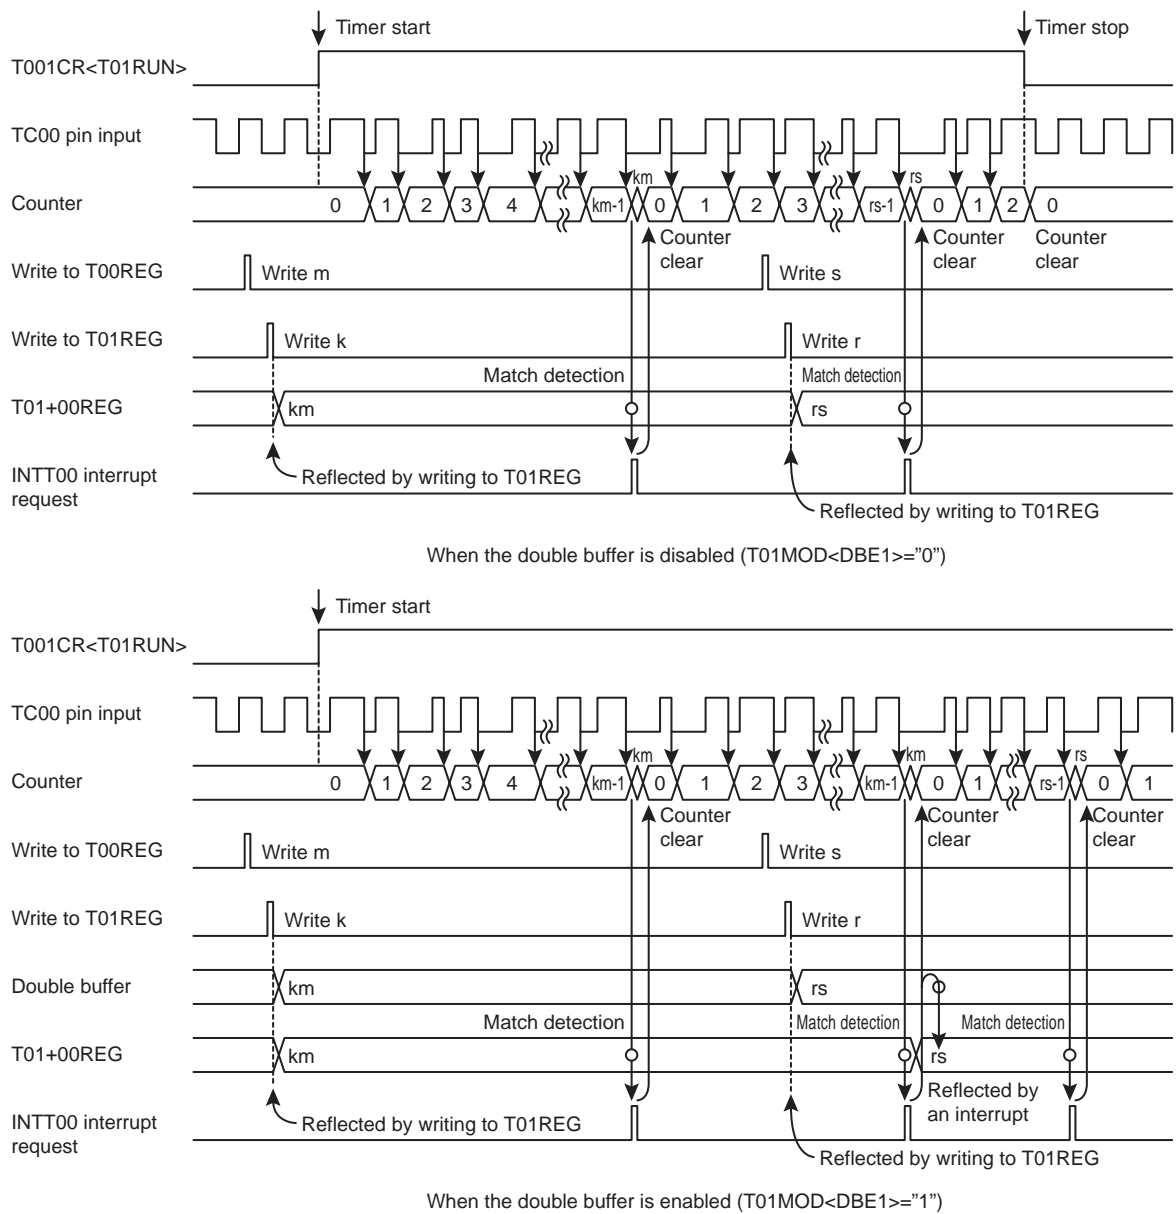 Timer start
Timer stop
T001CR<T01RUN>
TC00 pin input
km
rs
Counter
0 1 2 3 4 km-1 0 1 2 3 rs-1 0 1 2 0
Counter clear
Counter clear
Counter clear
Write to T00REG
Write m
Write s
Write to T01REG
Write k
Write r
Match detection
Match detection
T01+00REG
km
rs
INTT00 interrupt request
Reflected by writing to T01REG
Reflected by writing to T01REG
When the double buffer is disabled (T01MOD<DBE1>=”0”)
Timer start
T001CR<T01RUN>
TC00 pin input
km
km
rs
Counter
0 1 2 3 4 km-1 0 1 2 3 km-1 0 1 rs-1 0 1
Counter clear
Counter clear
Counter clear
Write to T00REG
Write m
Write s
Write to T01REG
Write k
Write r
Double buffer
km
rs
Match detection
Match detection
Match detection
T01+00REG
km
rs
Reflected by an interrupt
INTT00 interrupt request
Reflected by writing to T01REG
Reflected by writing to T01REG
When the double buffer is enabled (T01MOD<DBE1>=”1”)